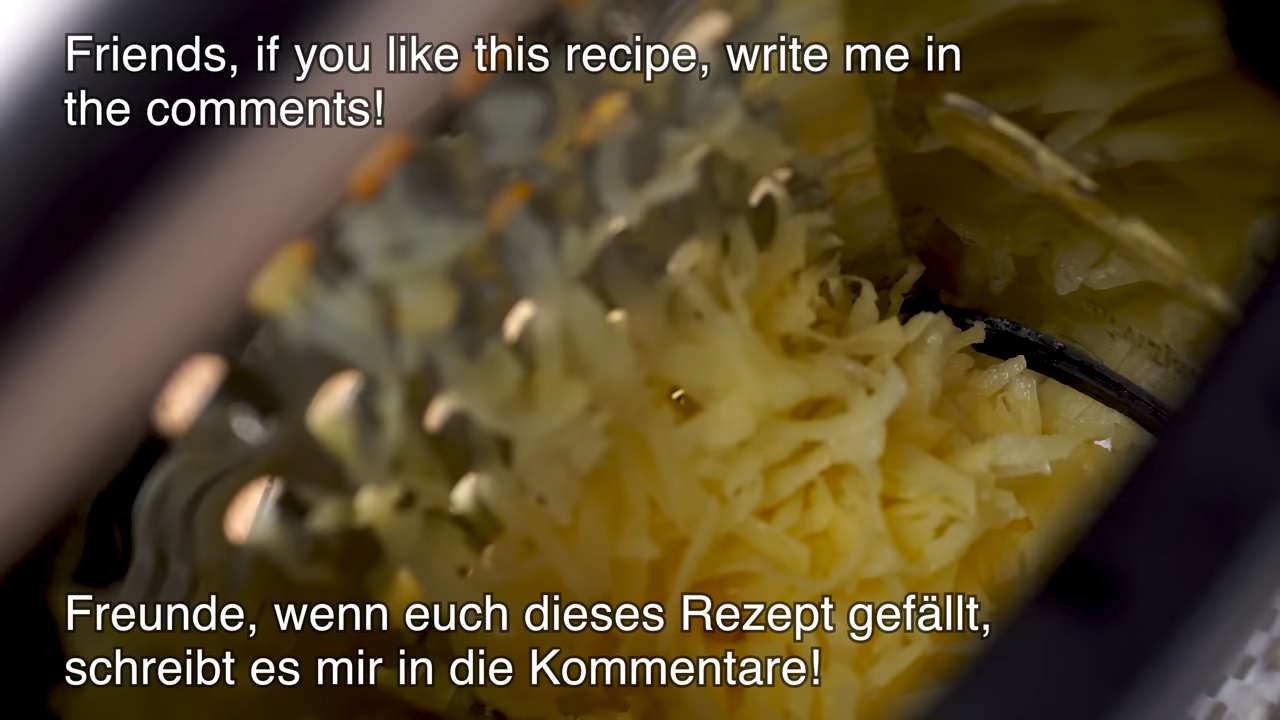 Friends, if you like this recipe, write me in
the comments!
Freunde, wenn euch dieses Rezept gefällt,
schreibt es mir in die Kommentare!